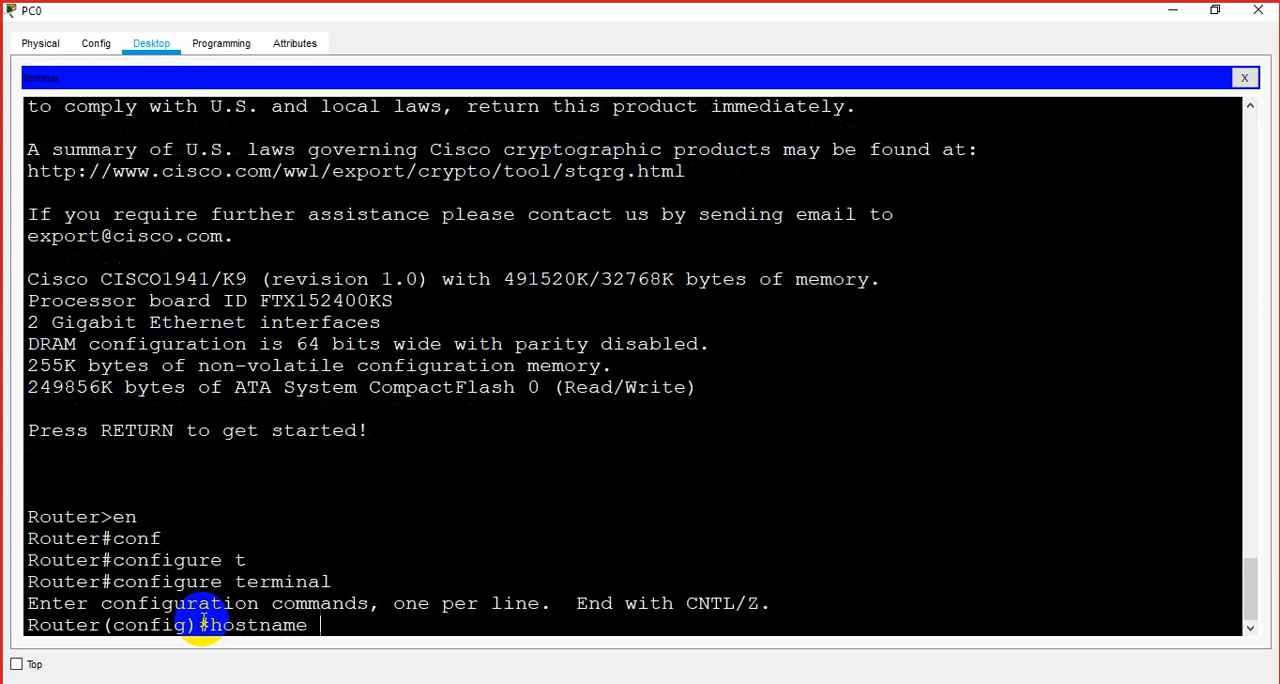 PC0
Physical Config Desktop Programming Attributes
Terminal
X
to comply with U.S. and local laws, return this product immediately.
A summary of U.S. laws governing Cisco cryptographic products may be found at:
http://www.cisco.com/wwl/export/crypto/tool/stqrg.html
If you require further assistance please contact us by sending email to
export@cisco.com.
Cisco CISCO1941/K9 (revision 1.0) with 491520K/32768K bytes of memory.
Processor board ID FTX152400KS
2 Gigabit Ethernet interfaces
DRAM configuration is 64 bits wide with parity disabled.
255K bytes of non-volatile configuration memory.
249856K bytes of ATA System CompactFlash 0 (Read/Write)
Press RETURN to get started!
Router>en
Router#conf
Router#configure t
Router#configure terminal
Enter configuration commands, one per line.  End with CNTL/Z.
Router(config)#hostname
Top